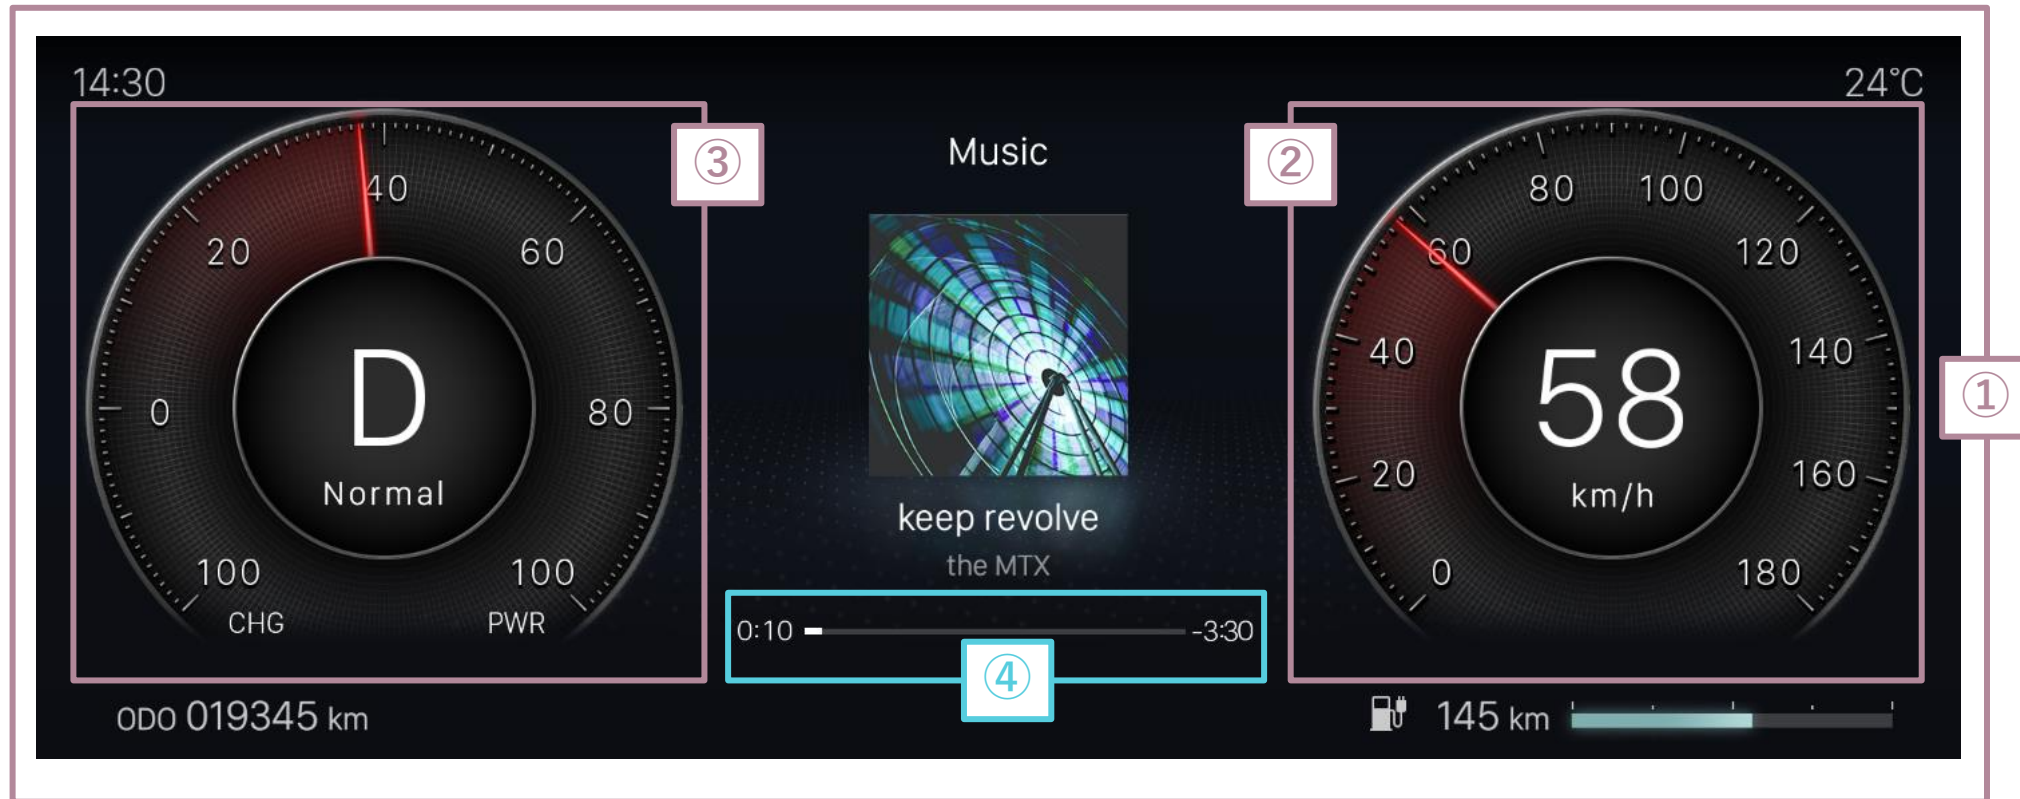 14:30
24°C
③
Music
②
①
20
40
60
0
80
100
100
CHG
PWR
D
Normal
keep revolve
the MTX
0:10
-3:30
④
80
100
60
120
40
140
20
160
0
180
58
km/h
ODO 019345 km
145 km